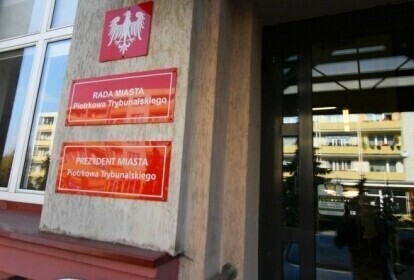 RADA MIASTA
Piotrkowa Trybunalskiego
PREZYDENT MIASTA
Piotrkowa Trybunalskiego